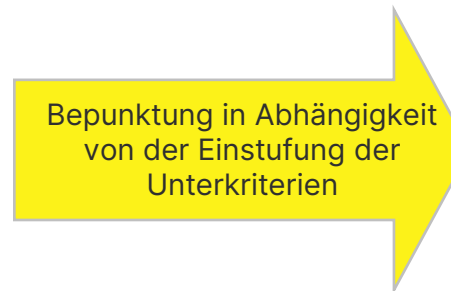 Bepunktung in Abhängigkeit
von der Einstufung der
Unterkriterien